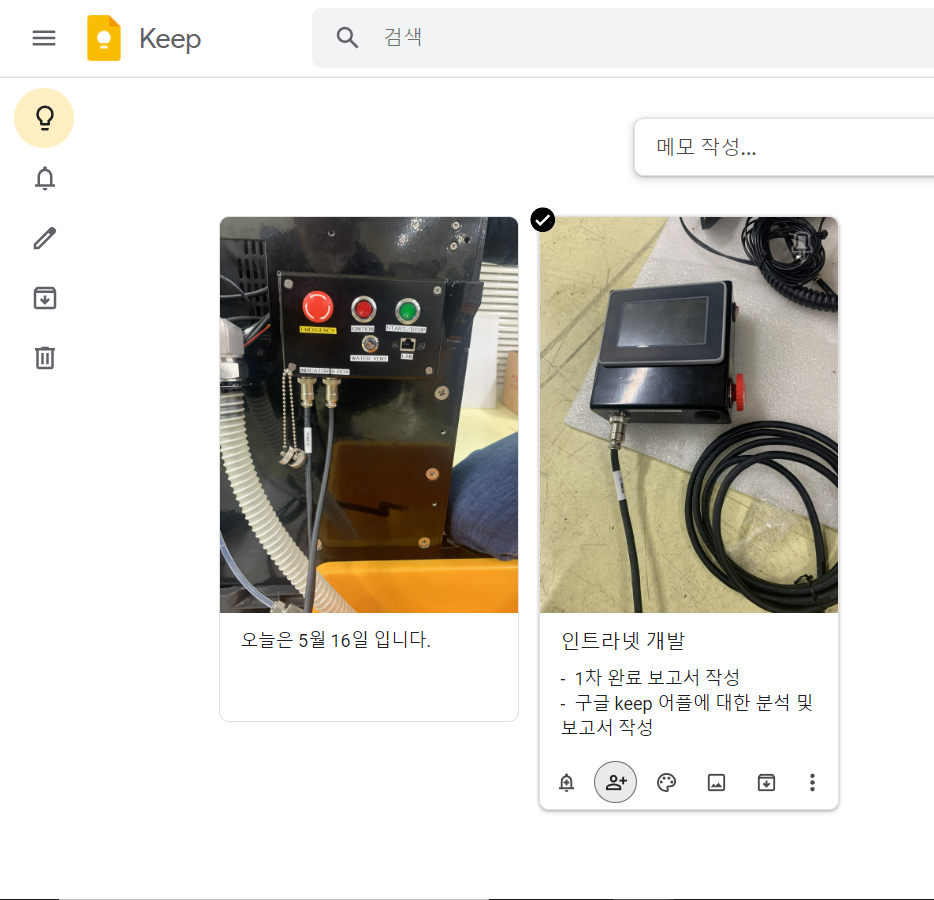 Keep
검색
메모 작성...
EMERGENCY
IGNITION
START/STOP
WATER VENT
LAN
오늘은 5월 16일 입니다.
인트라넷 개발
- 1차 완료 보고서 작성
- 구글 keep 어플에 대한 분석 및
보고서 작성